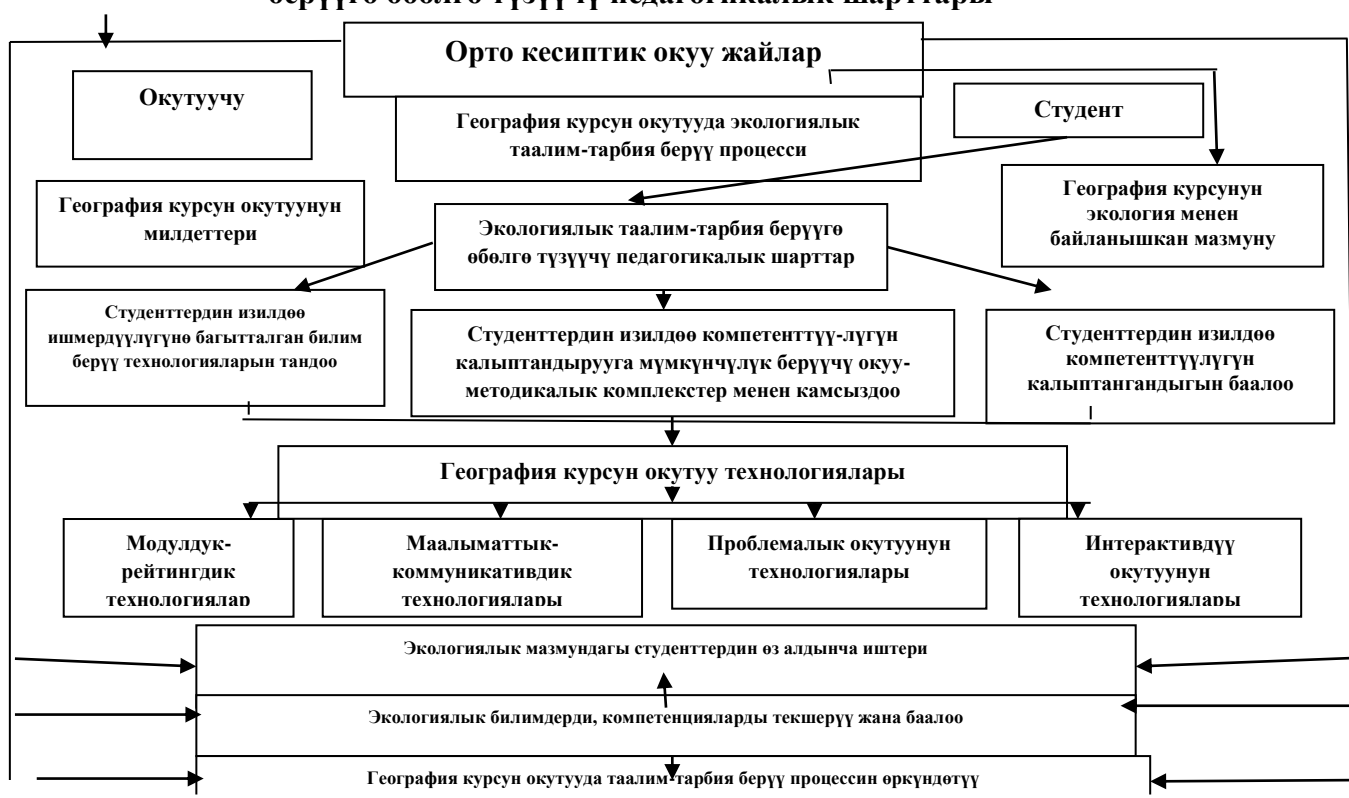 берүүгө өбөлгө түзүүчү педагогикалык шарттары
Орто кесиптик окуу жайлар
Окутуучу
География курсун окутууда экологиялык
таалим-тарбия берүү процесси
Студент
География курсун окутуунун
милдеттери
Экологиялык таалим-тарбия берүүгө
өбөлгө түзүүчү педагогикалык шарттар
География курсунун
экология менен
байланышкан мазмуну
Студенттердин изилдөө
ишмердүүлүгүнө багытталган билим
берүү технологияларын тандоо
Студенттердин изилдөө компетенттүү-лүгүн
калыптандырууга мүмкүнчүлүк берүүчү окуу-
методикалык комплекстер менен камсыздоо
Студенттердин изилдөө
компетенттүүлүгүн
калыптангандыгын баалоо
География курсун окутуу технологиялары
Модулдук-
рейтингдик
технологиялар
Маалыматтык-
коммуникативдик
технологиялары
Проблемалык окутуунун
технологиялары
Интерактивдүү
окутуунун
технологиялары
Экологиялык мазмундагы студенттердин өз алдынча иштери
Экологиялык билимдерди, компетенцияларды текшерүү жана баалоо
География курсун окутууда таалим-тарбия берүү процессин өркүндөтүү